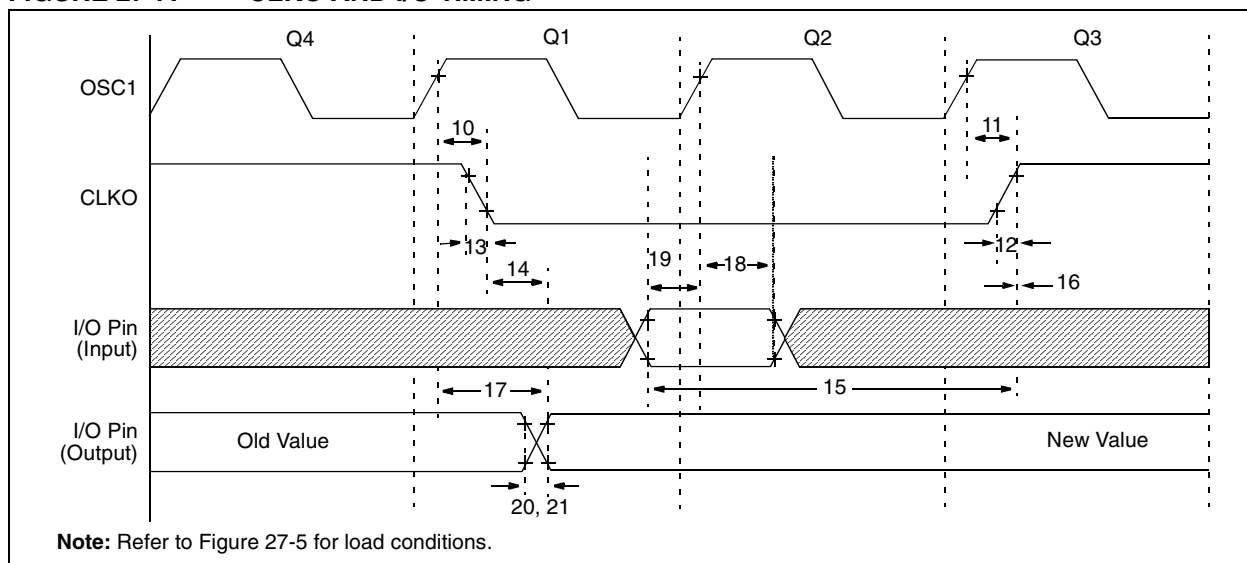 FIGURE CLKO AND I/O TIMING
Q4 Q1 Q2 Q3
OSC1
10 11
CLKO
13 12
14 19 18 16
I/O Pin
(Input)
17 15
I/O Pin
(Output)
Old Value New Value
20, 21
Note: Refer to Figure 27-5 for load conditions.